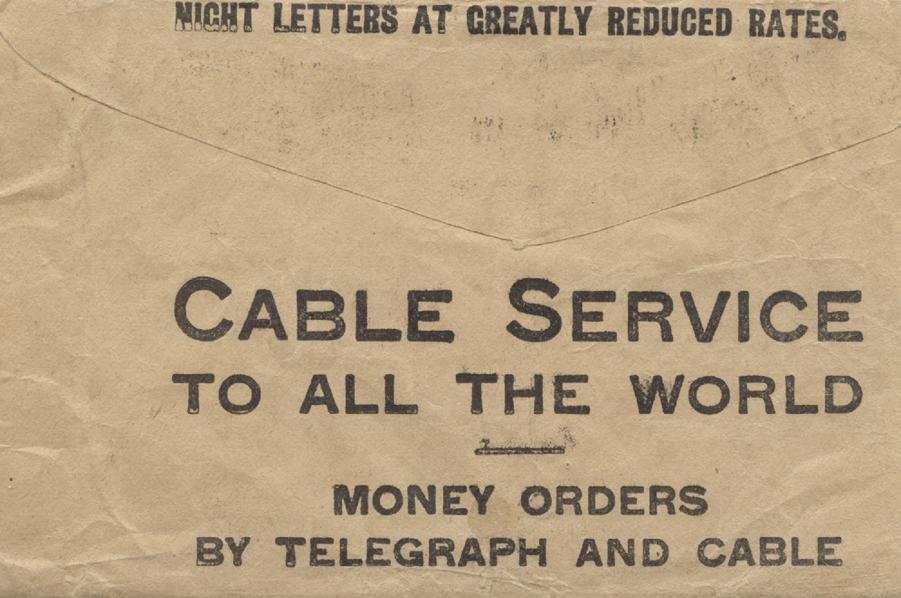 NIGHT LETTERS AT GREATLY REDUCED RATES.
CABLE SERVICE
TO ALL THE WORLD
MONEY ORDERS
BY TELEGRAPH AND CABLE